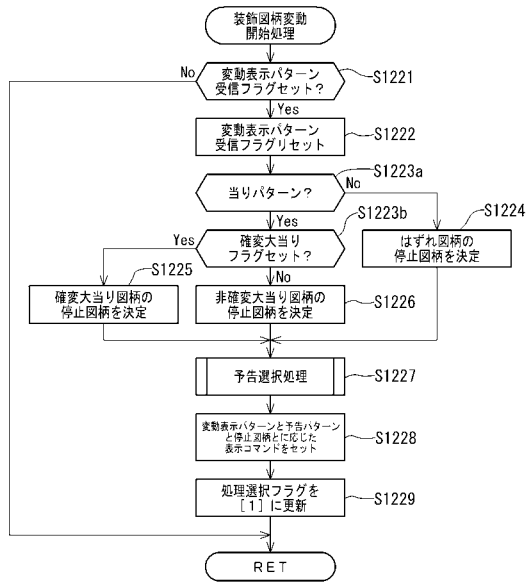 装飾図柄変動
開始処理
No
変動表示パターン
受信フラグセット？
S1221
Yes
変動表示パターン
受信フラグリセット
S1222
S1223a
当りパターン？
No
Yes
S1223b
S1224
Yes
確変大当り
フラグセット？
はずれ図柄の
停止図柄を決定
S1225
No
確変大当り図柄の
停止図柄を決定
非確変大当り図柄の
停止図柄を決定
S1226
予告選択処理
S1227
変動表示パターンと予告パターン
と停止図柄とに応じた
表示コマンドをセット
S1228
処理選択フラグを
［１］に更新
S1229
ＲＥＴ